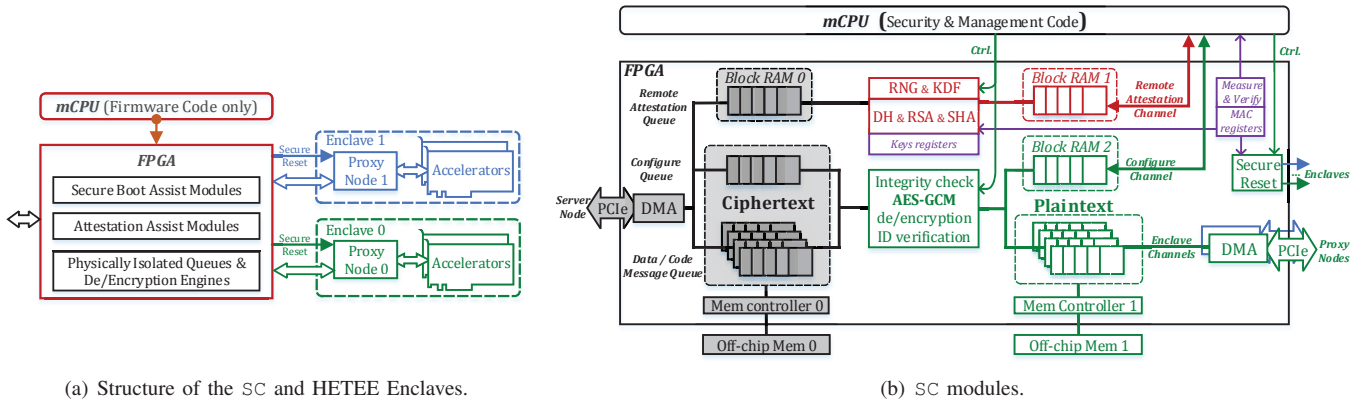 mCPU (Firmware Code only)
FPGA
Secure Boot Assist Modules
Attestation Assist Modules
Physically Isolated Queues &
De/Encryption Engines
Secure
Reset
Enclave 1
Proxy
Node 1
Accelerators
Secure
Reset
Enclave 0
Proxy
Node 0
Accelerators
(a) Structure of the SC and HETEE Enclaves.
mCPU (Security & Management Code)
Ctrl.
Ctrl.
FPGA
Block RAM 0
Remote
Attestation
Queue
RNG & KDF
DH & RSA & SHA
Keys registers
Block RAM 1
Remote
Attestation
Channel
Measure
& Verify
MAC
registers
Configure
Queue
Block RAM 2
Configure
Channel
Secure
Reset
... Enclaves
Server
Node
PCIe
DMA
Ciphertext
Integrity check
AES-GCM
de/encryption
ID verification
Plaintext
Data / Code
Message Queue
Enclave
Channels
DMA
PCIe
Proxy
Nodes
Mem controller 0
Mem Controller 1
Off-chip Mem 0
Off-chip Mem 1
(b) SC modules.